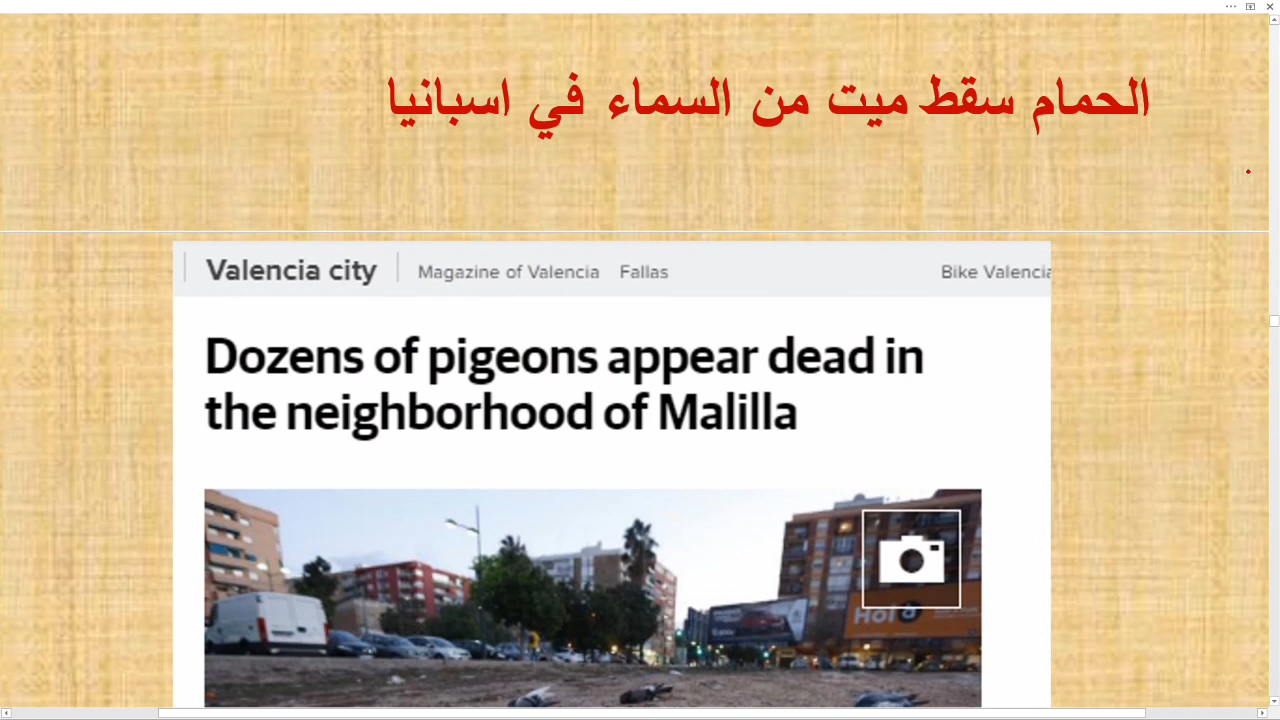 الحمام سقط ميت من السماء في اسبانيا
.
Valencia city Magazine of Valencia Fallas Bike Valencia
Dozens of pigeons appear dead in
the neighborhood of Malilla